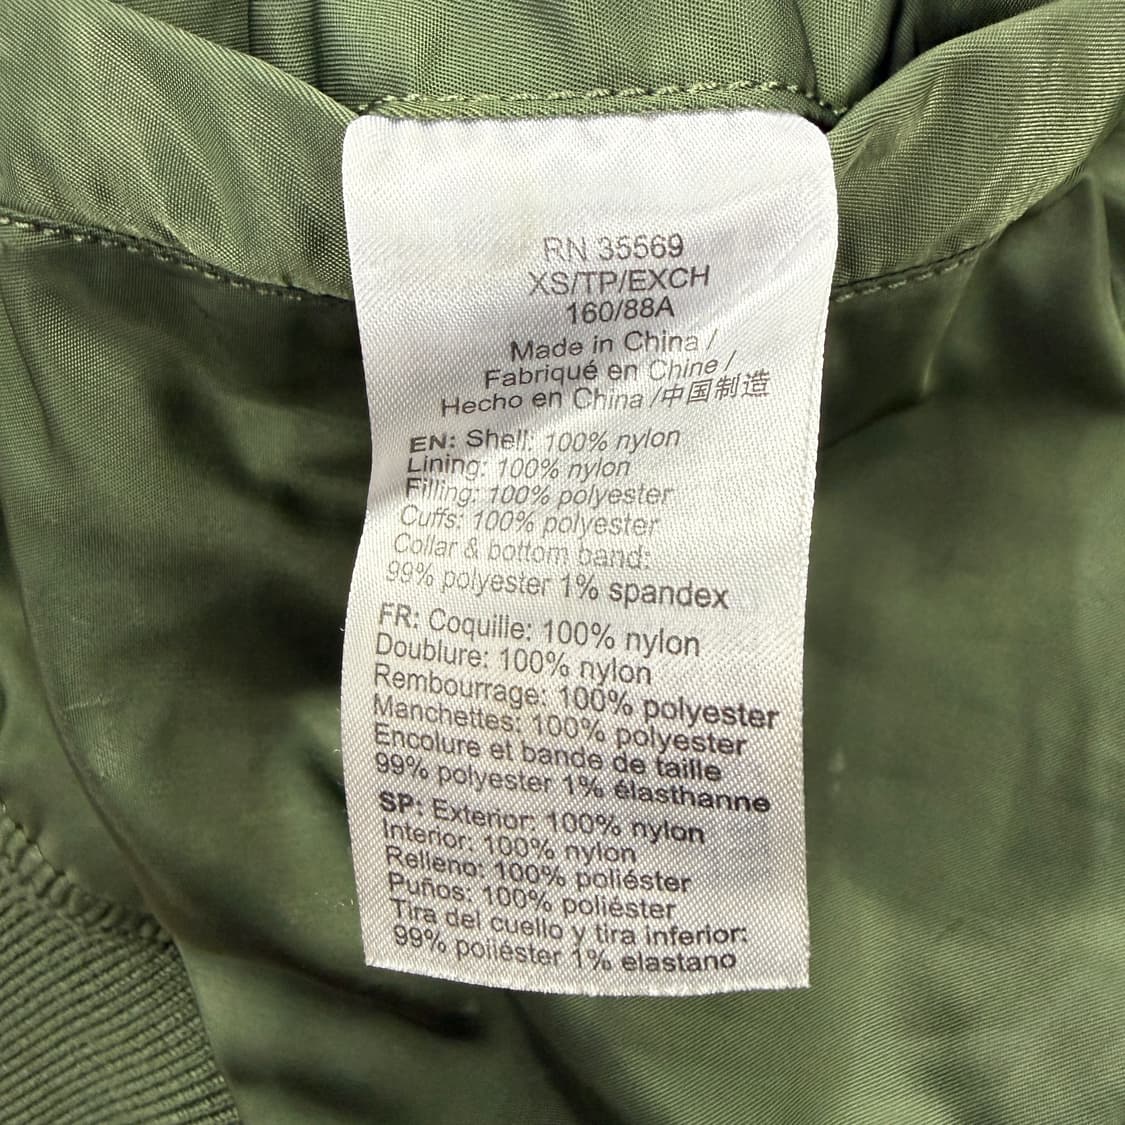 RN 35569
XS/TP/EXCH
160/88A
Made in China /
Fabriqué en Chine /
Hecho en China /中国制造
EN: Shell: 100% nylon
Lining: 100% nylon
Filling: 100% polyester
Cuffs: 100% polyester
Collar & bottom band:
99% polyester 1% spandex
FR: Coquille: 100% nylon
Doublure: 100% nylon
Rembourrage: 100% polyester
Manchettes: 100% polyester
Encolure et bande de taille
99% polyester 1% élasthanne
SP: Exterior: 100% nylon
Interior: 100% nylon
Relleno: 100% poliéster
Puños: 100% poliéster
Tira del cuello y tira inferior:
99% poliéster 1% elastano